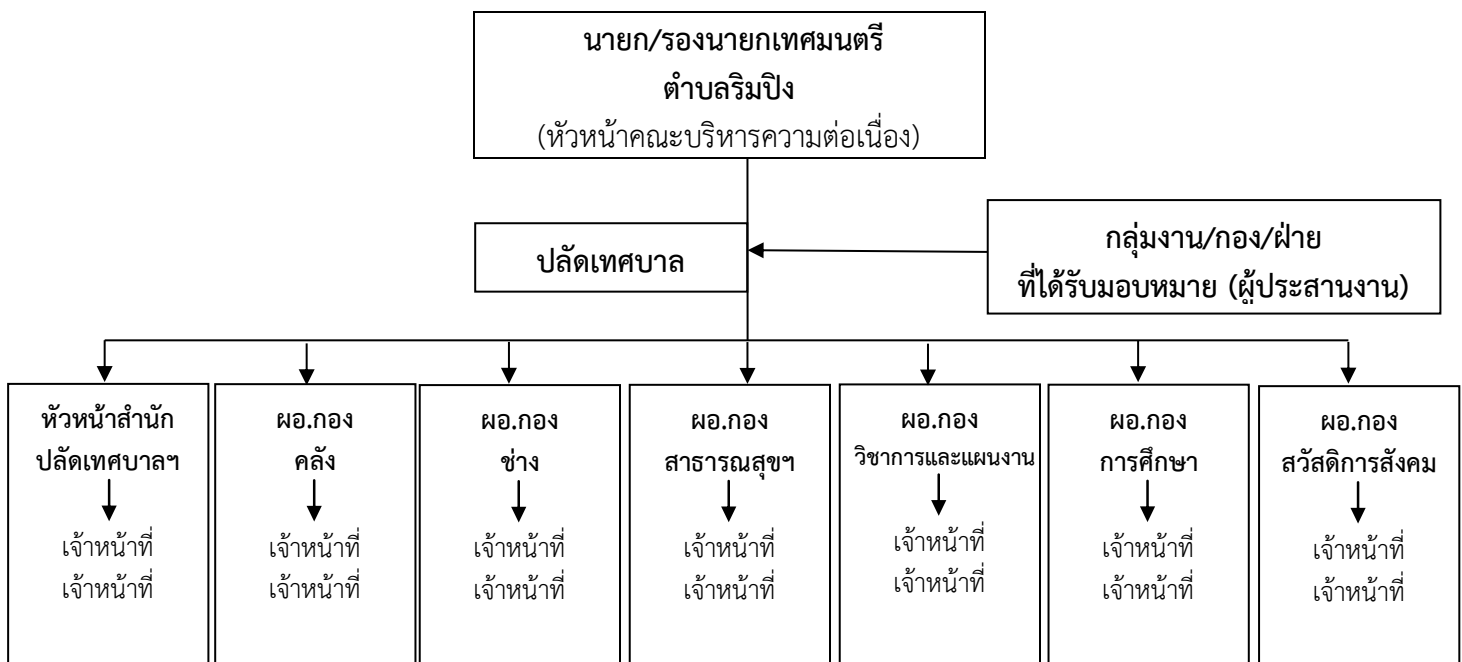 นายก/รองนายกเทศมนตรี
ตำบลริมปิง
(หัวหน้าคณะบริหารความต่อเนื่อง)
ปลัดเทศบาล
กลุ่มงาน/กอง/ฝ่าย
ที่ได้รับมอบหมาย (ผู้ประสานงาน)
หัวหน้าสำนัก
ปลัดเทศบาลฯ
เจ้าหน้าที่
เจ้าหน้าที่
ผอ.กอง
คลัง
เจ้าหน้าที่
เจ้าหน้าที่
ผอ.กอง
ช่าง
เจ้าหน้าที่
เจ้าหน้าที่
ผอ.กอง
สาธารณสุขฯ
เจ้าหน้าที่
เจ้าหน้าที่
ผอ.กอง
วิชาการและแผนงาน
เจ้าหน้าที่
เจ้าหน้าที่
ผอ.กอง
การศึกษา
เจ้าหน้าที่
เจ้าหน้าที่
ผอ.กอง
สวัสดิการสังคม
เจ้าหน้าที่
เจ้าหน้าที่